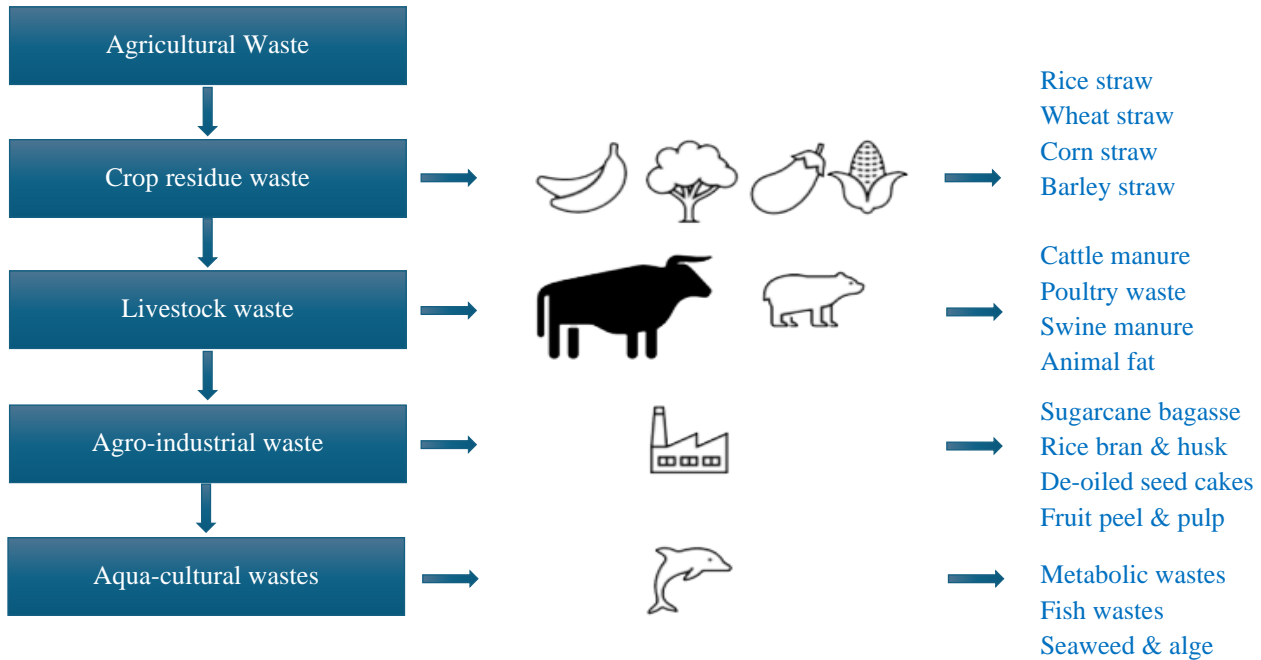 Agricultural Waste
Crop residue waste
Rice straw
Wheat straw
Corn straw
Barley straw
Livestock waste
Cattle manure
Poultry waste
Swine manure
Animal fat
Agro-industrial waste
Sugarcane bagasse
Rice bran & husk
De-oiled seed cakes
Fruit peel & pulp
Aqua-cultural wastes
Metabolic wastes
Fish wastes
Seaweed & alge